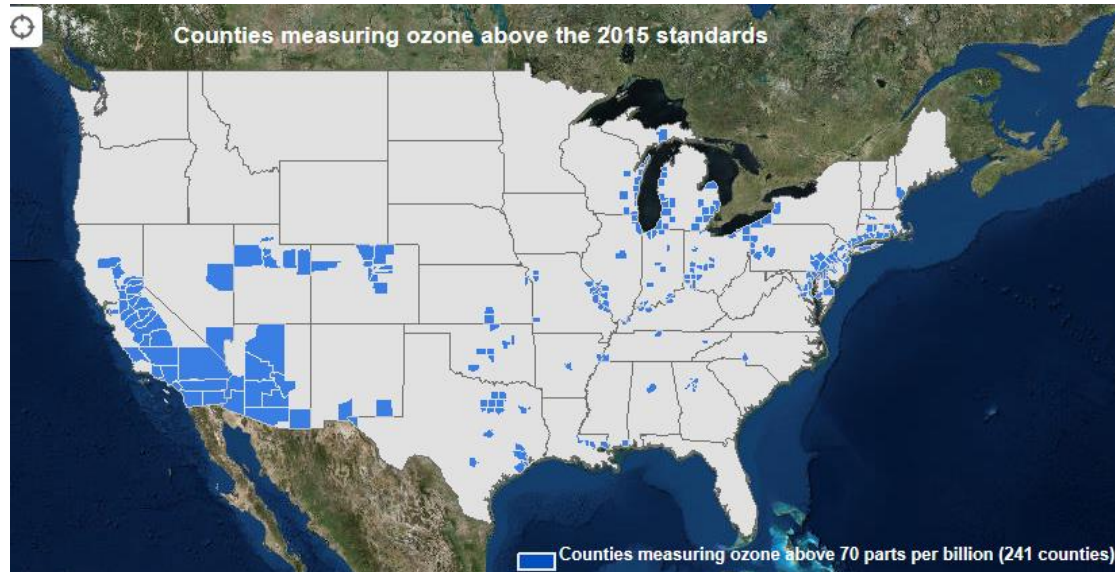 Counties measuring ozone above the 2015 standards
Counties measuring ozone above 70 parts per billion (241 counties)